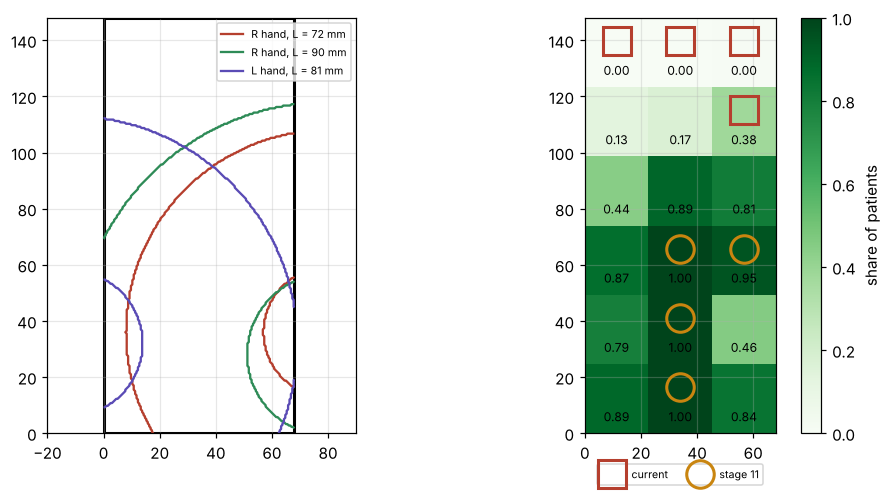 R hand, L = 72 mm
R hand, L = 90 mm
L hand, L = 81 mm
140
120
100
80
60
40
20
0
−20 0 20 40 60 80
140
120
100
80
60
40
20
0
0.00 0.00 0.00
0.13 0.17 0.38
0.44 0.89 0.81
0.87 1.00 0.95
0.79 1.00 0.46
0.89 1.00 0.84
0 20 40 60
current stage 11
1.0
0.8
0.6
0.4
0.2
0.0
share of patients